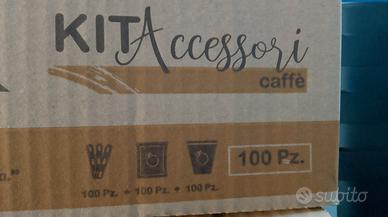 KIT Accessori
caffè
a."
100 Pz.
100 Pz. + 100 Pz. + 100 Pz.
subito